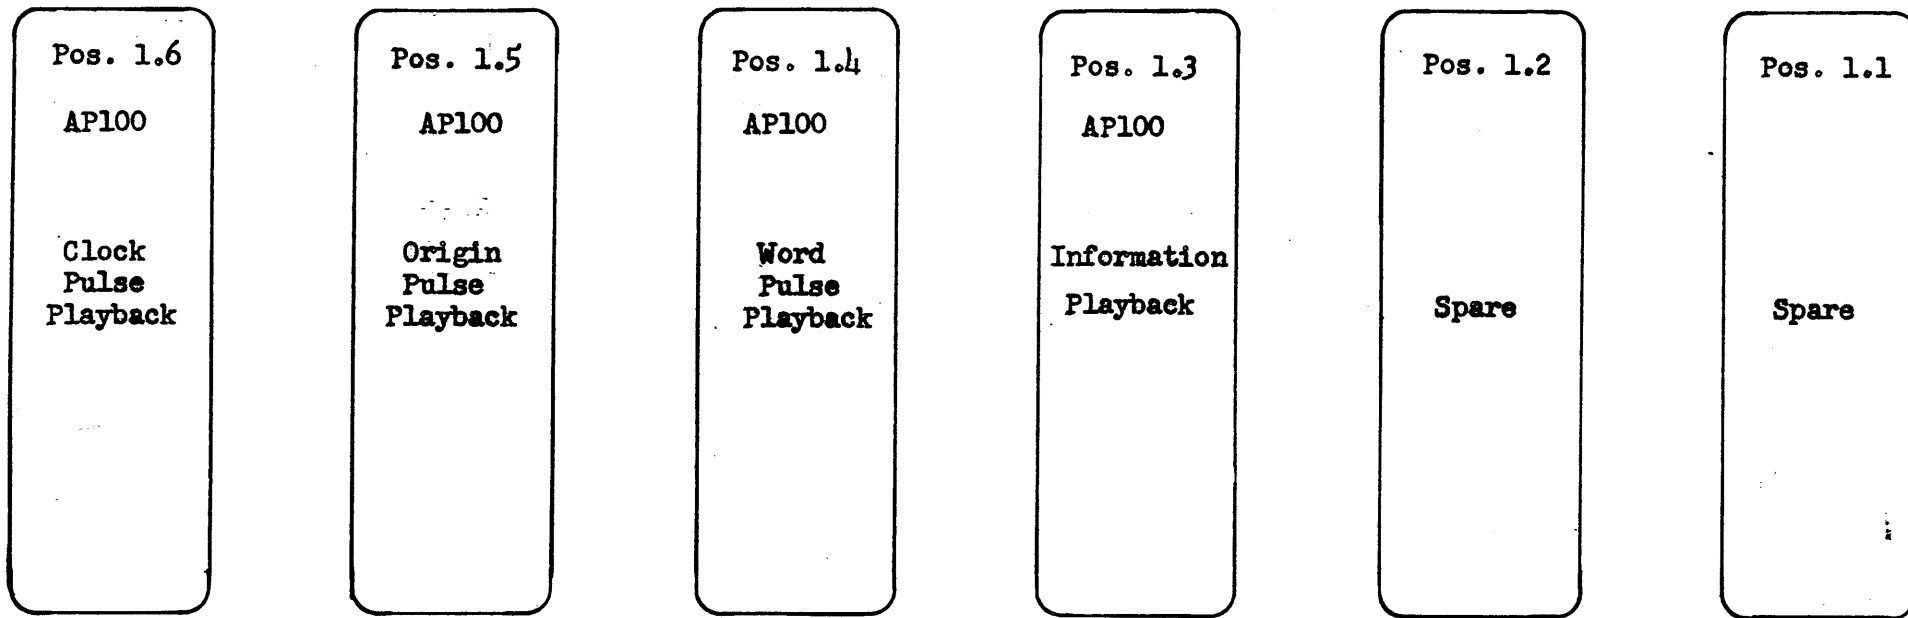 Pos. 1.6
AP100
Clock
Pulse
Playback
Pos. 1.5
AP100
Origin
Pulse
Playback
Pos. 1.4
AP100
Word
Pulse
Playback
Pos. 1.3
AP100
Information
Playback
Pos. 1.2
Spare
Pos. 1.1
Spare